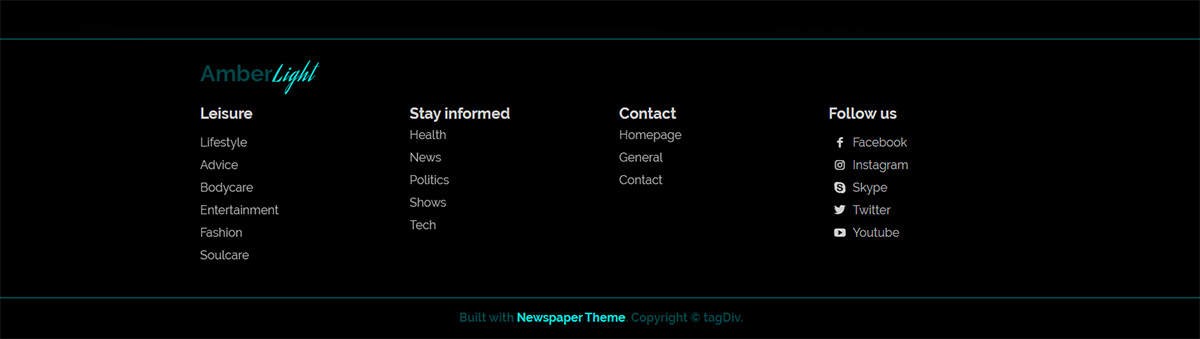 AmberLight
Leisure
Lifestyle
Advice
Bodycare
Entertainment
Fashion
Soulcare
Stay informed
Health
News
Politics
Shows
Tech
Contact
Homepage
General
Contact
Follow us
Facebook
Instagram
Skype
Twitter
Youtube
Built with Newspaper Theme. Copyright © tagDiv.